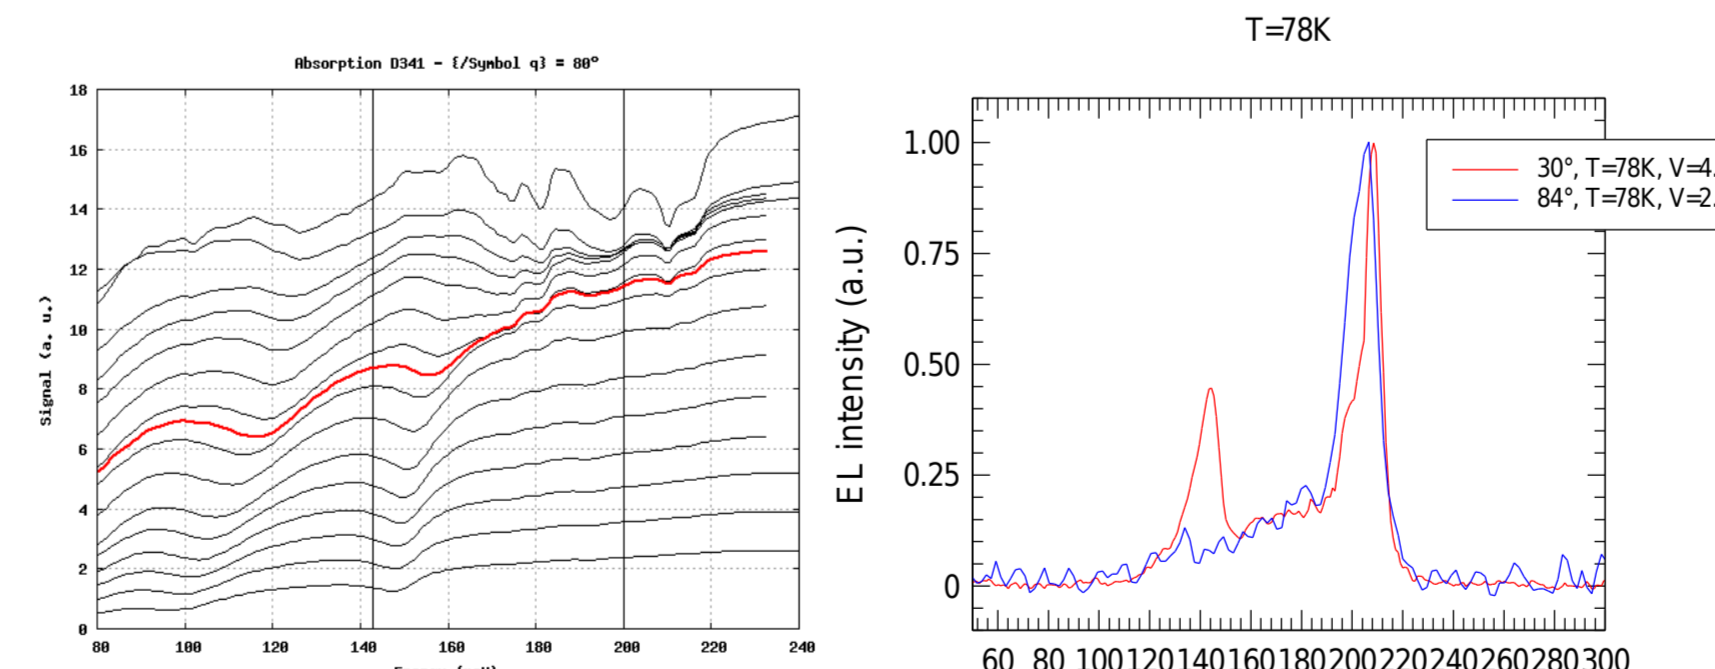 T=78K
Absorption D341 - {/Symbol q} = 80°
18
16
14
12
10
8
6
4
2
0
Signal (a. u.)
80 100 120 140 160 180 200 220 240
1.00
0.75
0.50
0.25
0
EL intensity (a.u.)
30°, T=78K, V=4.
84°, T=78K, V=2.
60 80 100 120 140 160 180 200 220 240 260 280 300